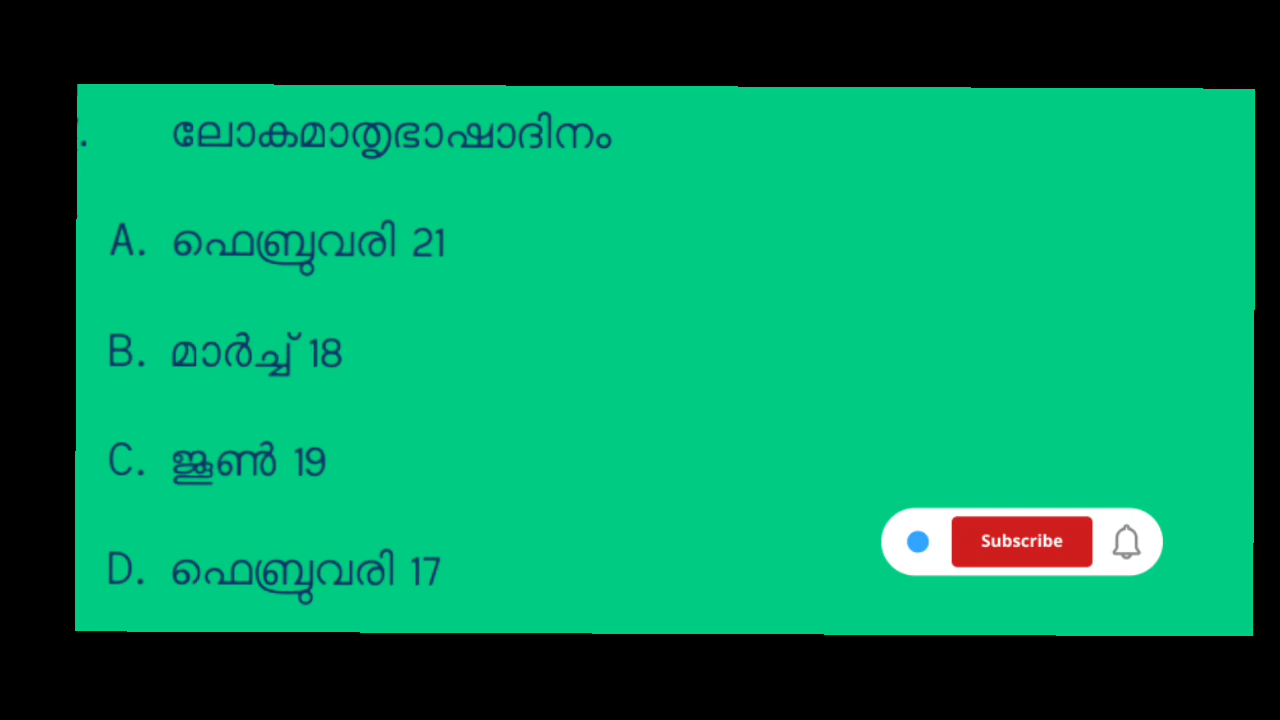 . ലോകമാതൃഭാഷാദിനം
A. ഫെബ്രുവരി 21
B. മാർച്ച് 18
C. ജൂൺ 19
D. ഫെബ്രുവരി 17
Subscribe